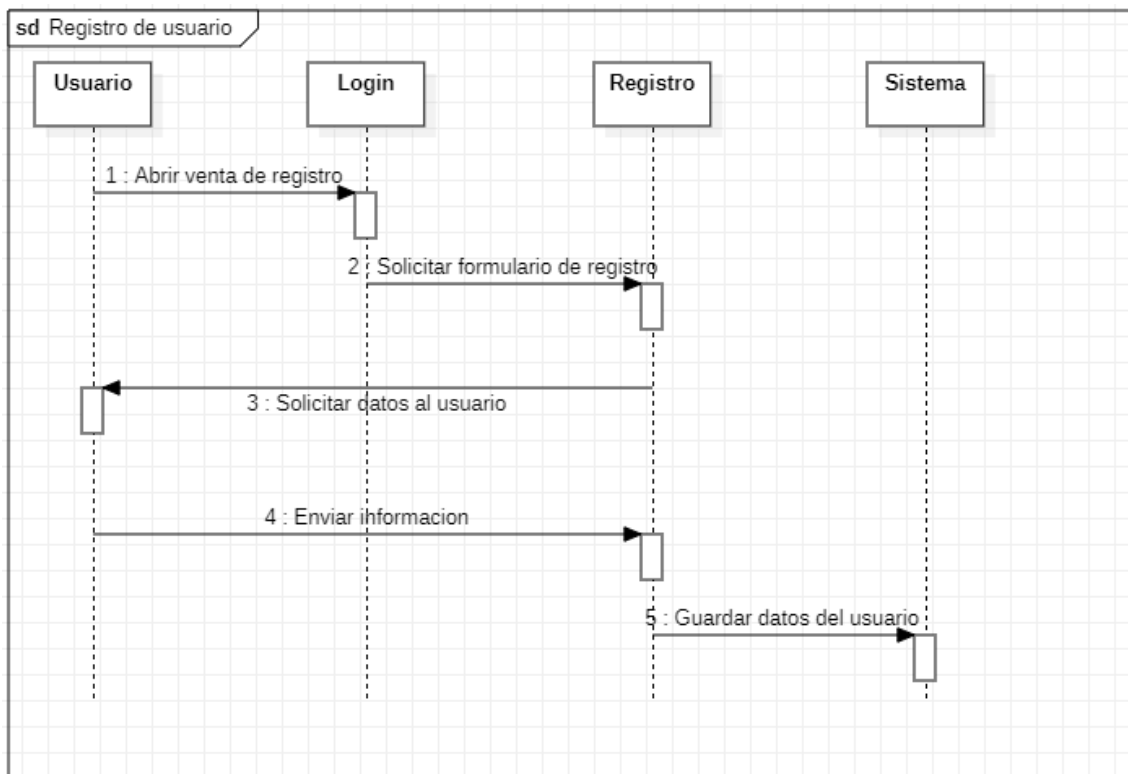 sd Registro de usuario
Usuario
Login
Registro
Sistema
1 : Abrir venta de registro
2 : Solicitar formulario de registro
3 : Solicitar datos al usuario
4 : Enviar informacion
5 : Guardar datos del usuario